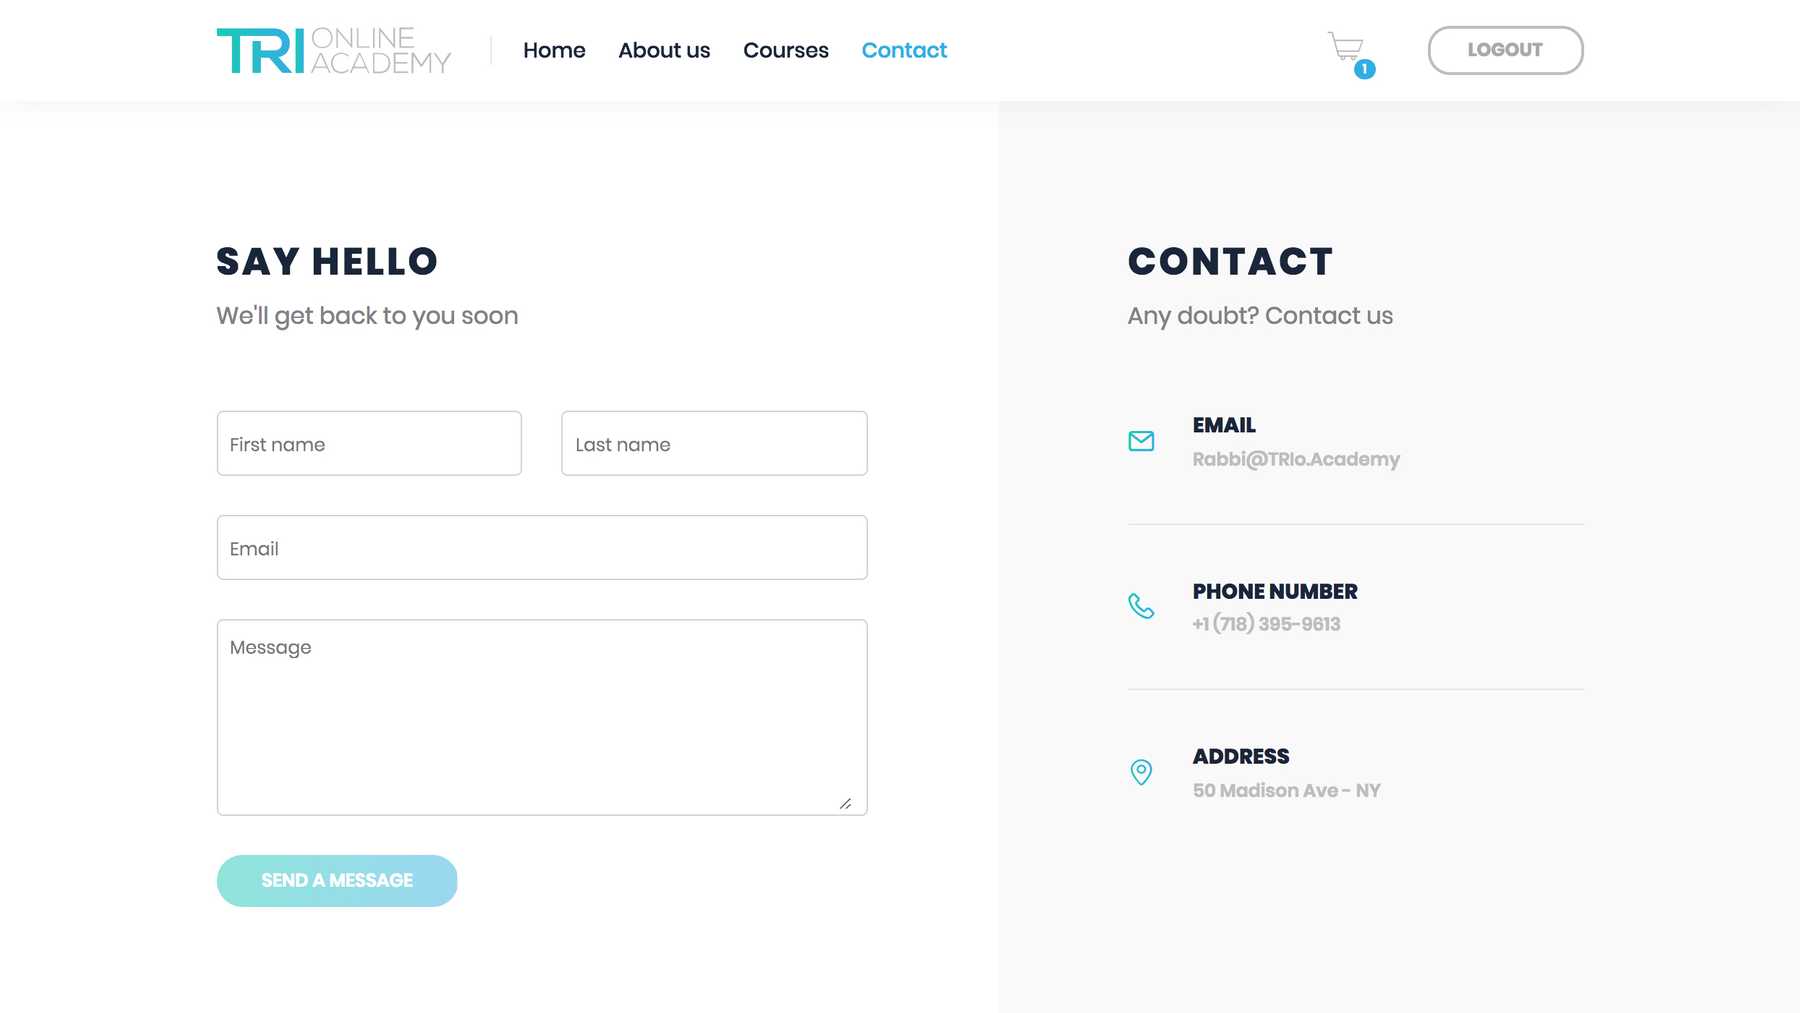 TRI ONLINE ACADEMY
Home About us Courses Contact
1
LOGOUT
SAY HELLO
We'll get back to you soon
First name
Last name
Email
Message
SEND A MESSAGE
CONTACT
Any doubt? Contact us
EMAIL
Rabbi@TRIo.Academy
PHONE NUMBER
+1 (718) 395-9613
ADDRESS
50 Madison Ave - NY